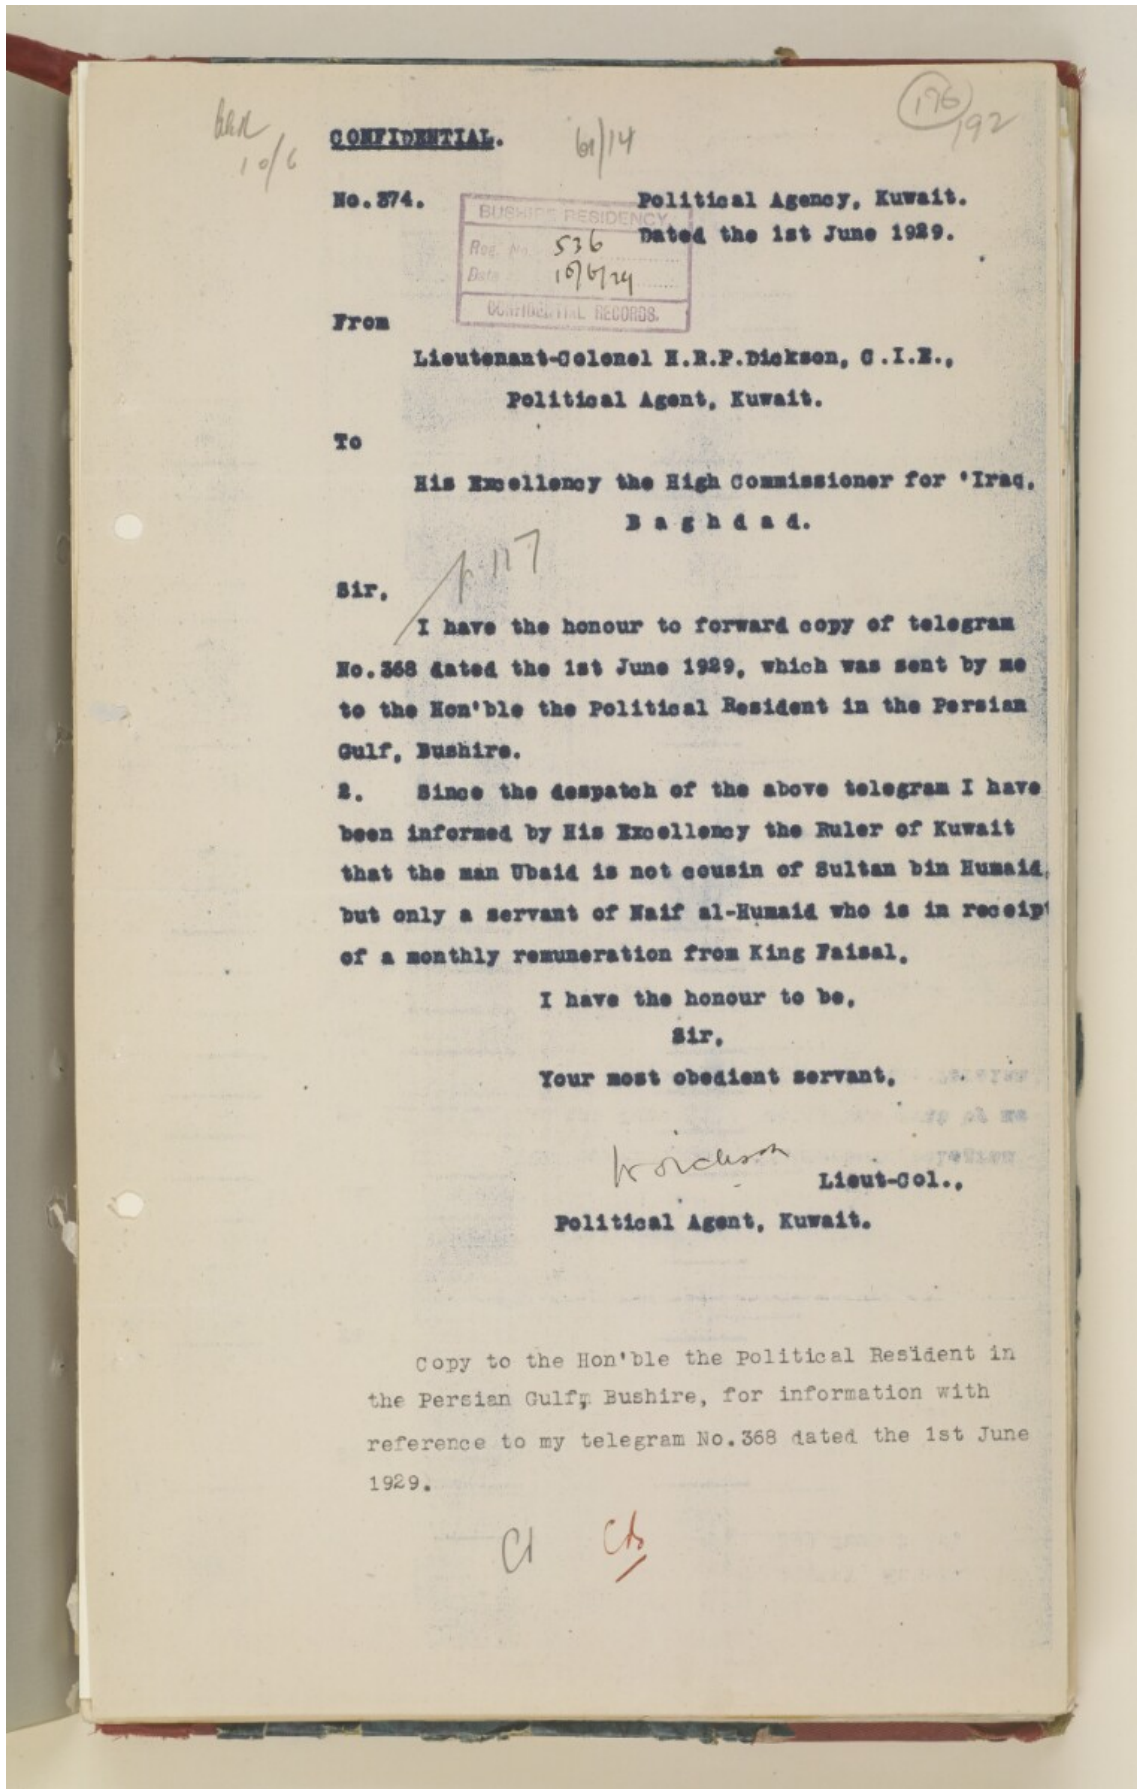 176
192
10/6
61/14
CONFIDENTIAL.
No.374.
Political Agency, Kuwait.
Dated the 1st June 1929.
BUSHIRE RESIDENCY.
Reg. No. 536
Date 10/6/29
CONFIDENTIAL RECORDS.
From
Lieutenant-Colonel H.R.P.Dickson, C.I.E.,
Political Agent, Kuwait.
To
His Excellency the High Commissioner for 'Iraq,
Baghdad.
p.117
Sir,
I have the honour to forward copy of telegram
No.368 dated the 1st June 1929, which was sent by me
to the Hon'ble the Political Resident in the Persian
Gulf, Bushire.
2. Since the despatch of the above telegram I have
been informed by His Excellency the Ruler of Kuwait
that the man Ubaid is not cousin of Sultan bin Humaid,
but only a servant of Naif al-Humaid who is in receipt
of a monthly remuneration from King Faisal.
I have the honour to be,
Sir,
Your most obedient servant,
Dickson
Lieut-Col.,
Political Agent, Kuwait.
Copy to the Hon'ble the Political Resident in
the Persian Gulf, Bushire, for information with
reference to my telegram No.368 dated the 1st June
1929.